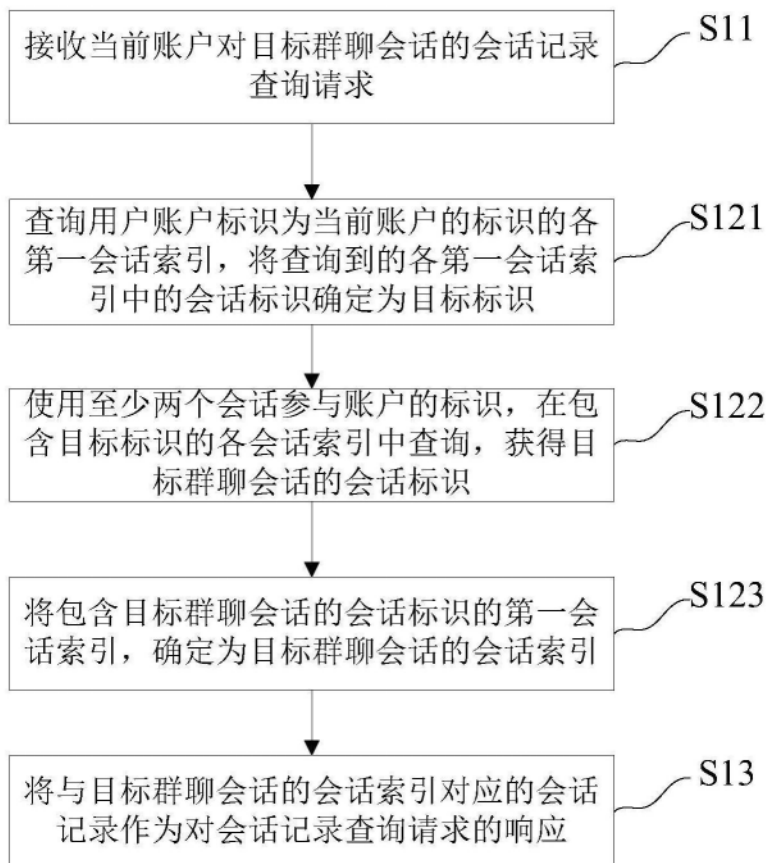 接收当前账户对目标群聊会话的会话记录
查询请求
S11
查询用户账户标识为当前账户的标识的各
第一会话索引，将查询到的各第一会话索
引中的会话标识确定为目标标识
S121
使用至少两个会话参与账户的标识，在包
含目标标识的各会话索引中查询，获得目
标群聊会话的会话标识
S122
将包含目标群聊会话的会话标识的第一会
话索引，确定为目标群聊会话的会话索引
S123
将与目标群聊会话的会话索引对应的会话
记录作为对会话记录查询请求的响应
S13